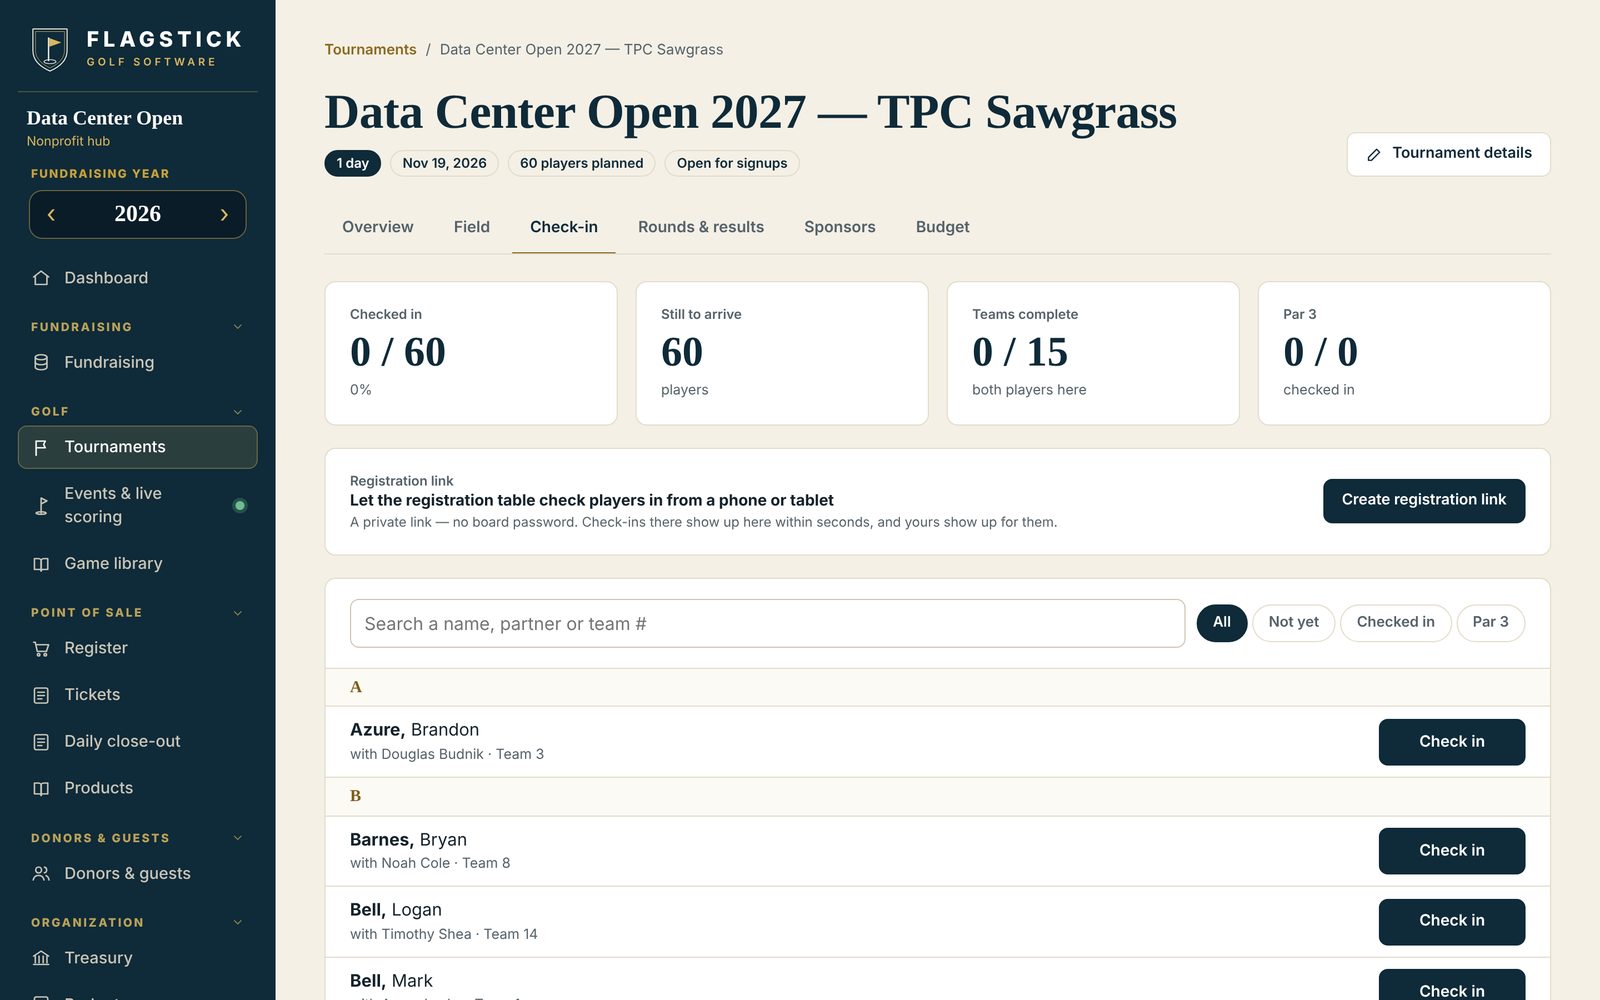 FLAGSTICK
GOLF SOFTWARE
Data Center Open
Nonprofit hub
FUNDRAISING YEAR
2026
Dashboard
FUNDRAISING
Fundraising
GOLF
Tournaments
Events & live
scoring
Game library
POINT OF SALE
Register
Tickets
Daily close-out
Products
DONORS & GUESTS
Donors & guests
ORGANIZATION
Treasury
Tournaments / Data Center Open 2027 — TPC Sawgrass
Data Center Open 2027 — TPC Sawgrass
1 day Nov 19, 2026 60 players planned Open for signups
Tournament details
Overview Field Check-in Rounds & results Sponsors Budget
Checked in
0 / 60
0%
Still to arrive
60
players
Teams complete
0 / 15
both players here
Par 3
0 / 0
checked in
Registration link
Let the registration table check players in from a phone or tablet
A private link — no board password. Check-ins there show up here within seconds, and yours show up for them.
Create registration link
Search a name, partner or team #
All Not yet Checked in Par 3
A
Azure, Brandon
with Douglas Budnik · Team 3
Check in
B
Barnes, Bryan
with Noah Cole · Team 8
Check in
Bell, Logan
with Timothy Shea · Team 14
Check in
Bell, Mark
Check in